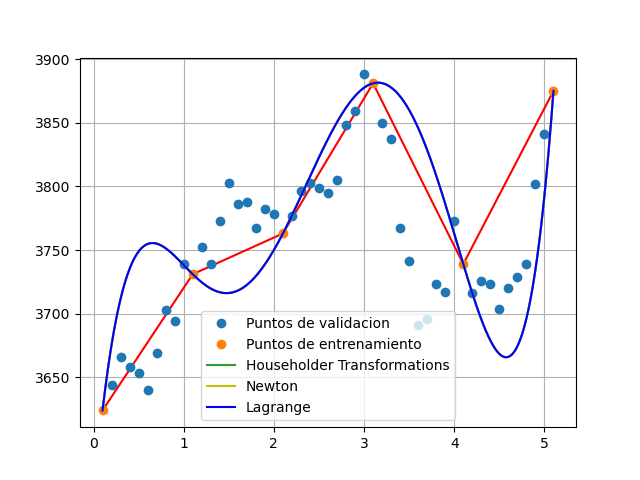 3900
3850
3800
3750
3700
3650
Puntos de validacion
Puntos de entrenamiento
Householder Transformations
Newton
Lagrange
0 1 2 3 4 5